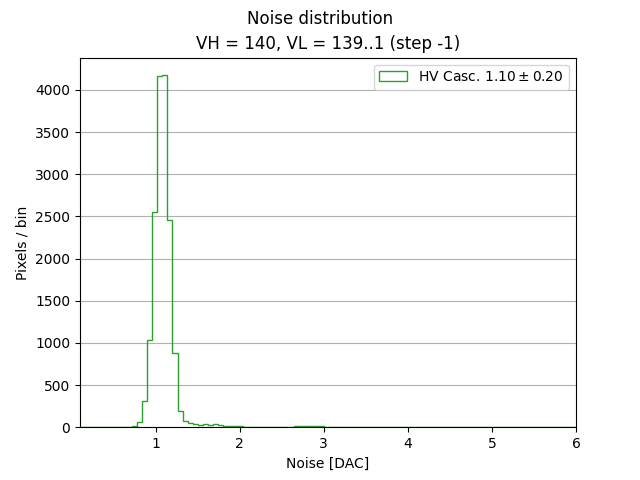 Noise distribution
VH = 140, VL = 139..1 (step -1)
HV Casc. 1.10 ± 0.20
4000
3500
3000
2500
2000
1500
1000
500
0
Pixels / bin
1 2 3 4 5 6
Noise [DAC]